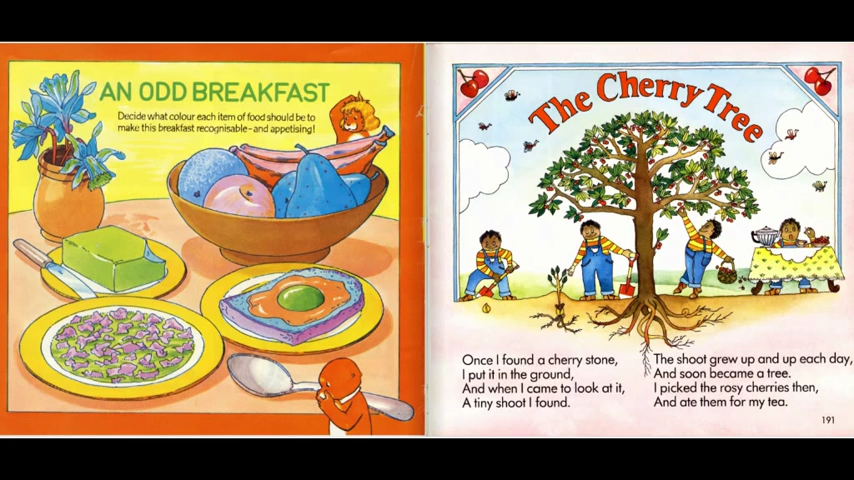 AN ODD BREAKFAST
Decide what colour each item of food should be to
make this breakfast recognisable-and appetising!
The Cherry Tree
Once I found a cherry stone,
I put it in the ground,
And when I came to look at it,
A tiny shoot I found.
The shoot grew up and up each day,
And soon became a tree.
I picked the rosy cherries then,
And ate them for my tea.
191